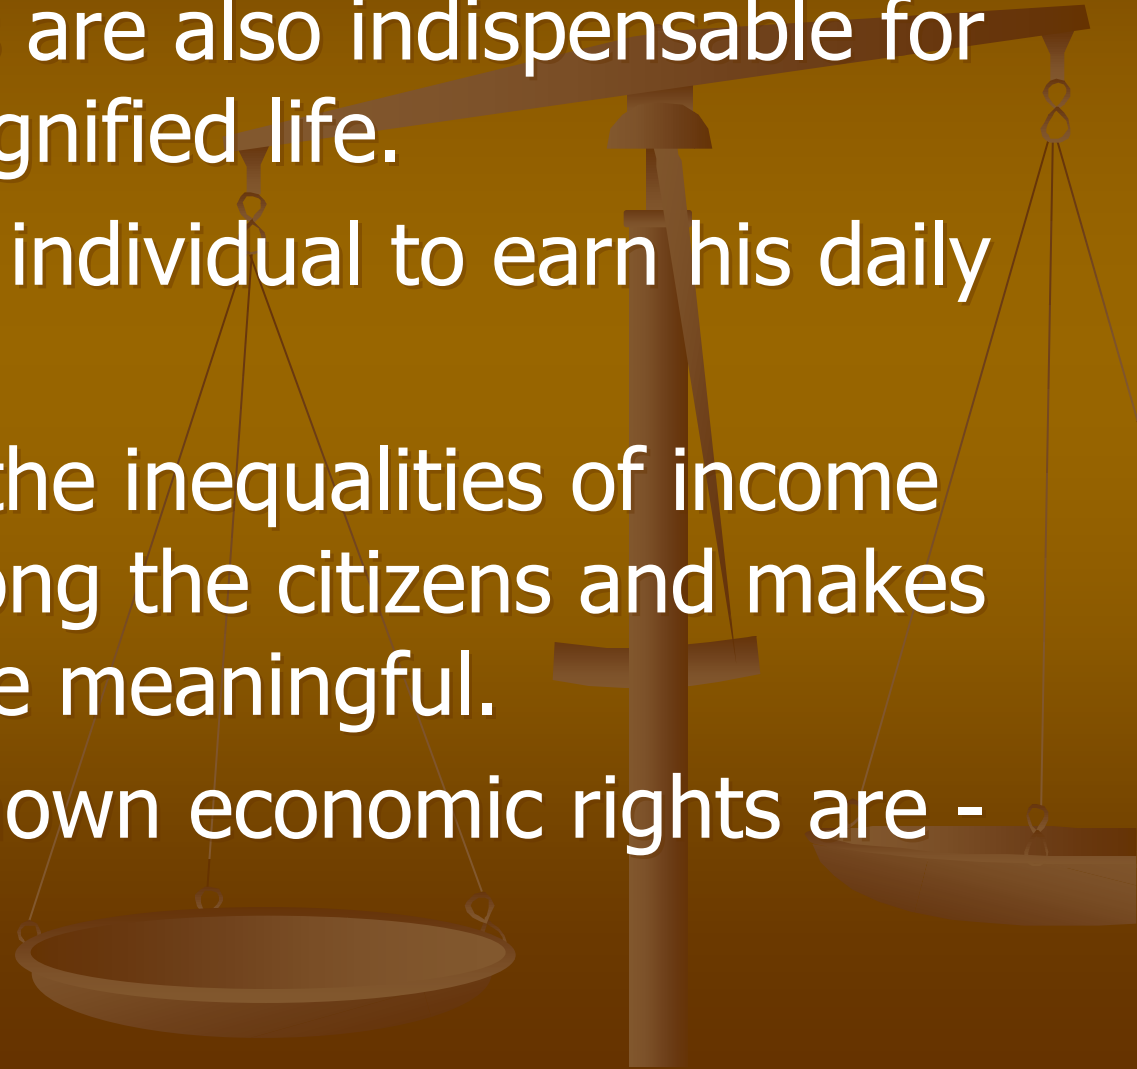 are also indispensable for
gnified life.
individual to earn his daily
the inequalities of income
ong the citizens and makes
e meaningful.
own economic rights are -